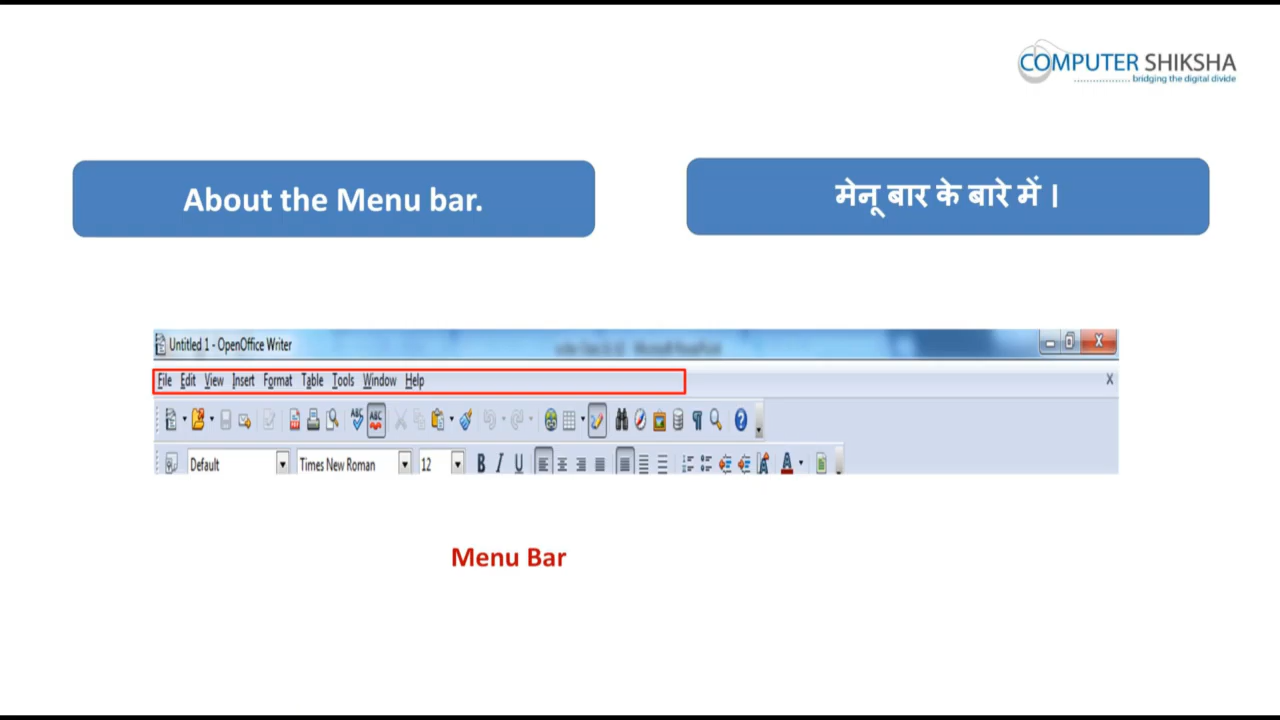 COMPUTER SHIKSHA
bridging the digital divide
About the Menu bar.
मेनू बार के बारे में |
Untitled 1 - OpenOffice Writer
File Edit View Insert Format Table Tools Window Help
Default Times New Roman 12 B I U
Menu Bar